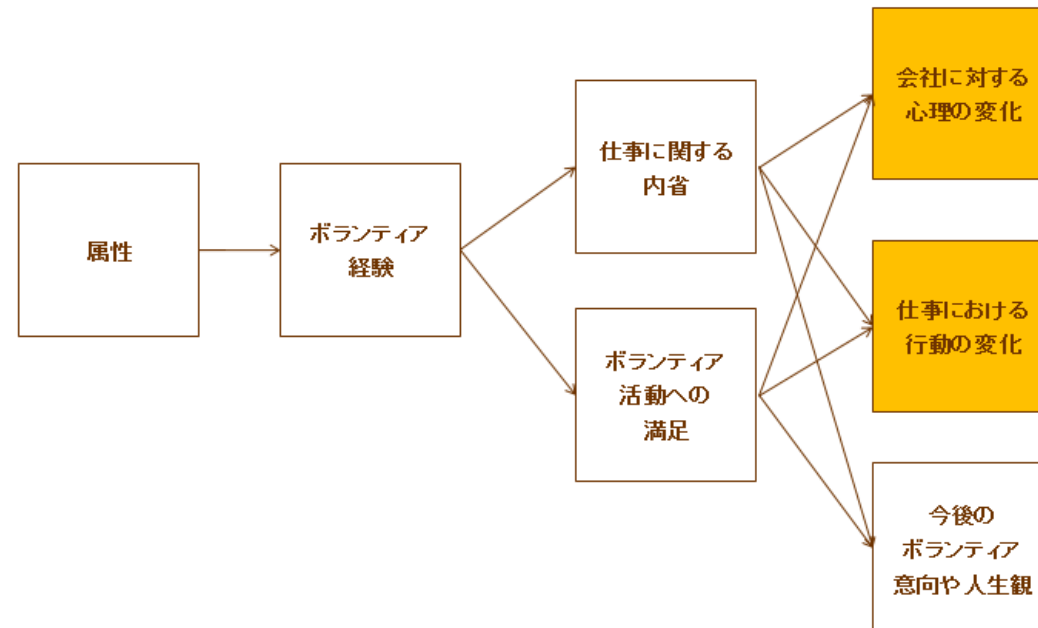 属性
ボランティア
経験
仕事に関する
内省
ボランティア
活動への
満足
会社に対する
心理の変化
仕事における
行動の変化
今後の
ボランティア
意向や人生観